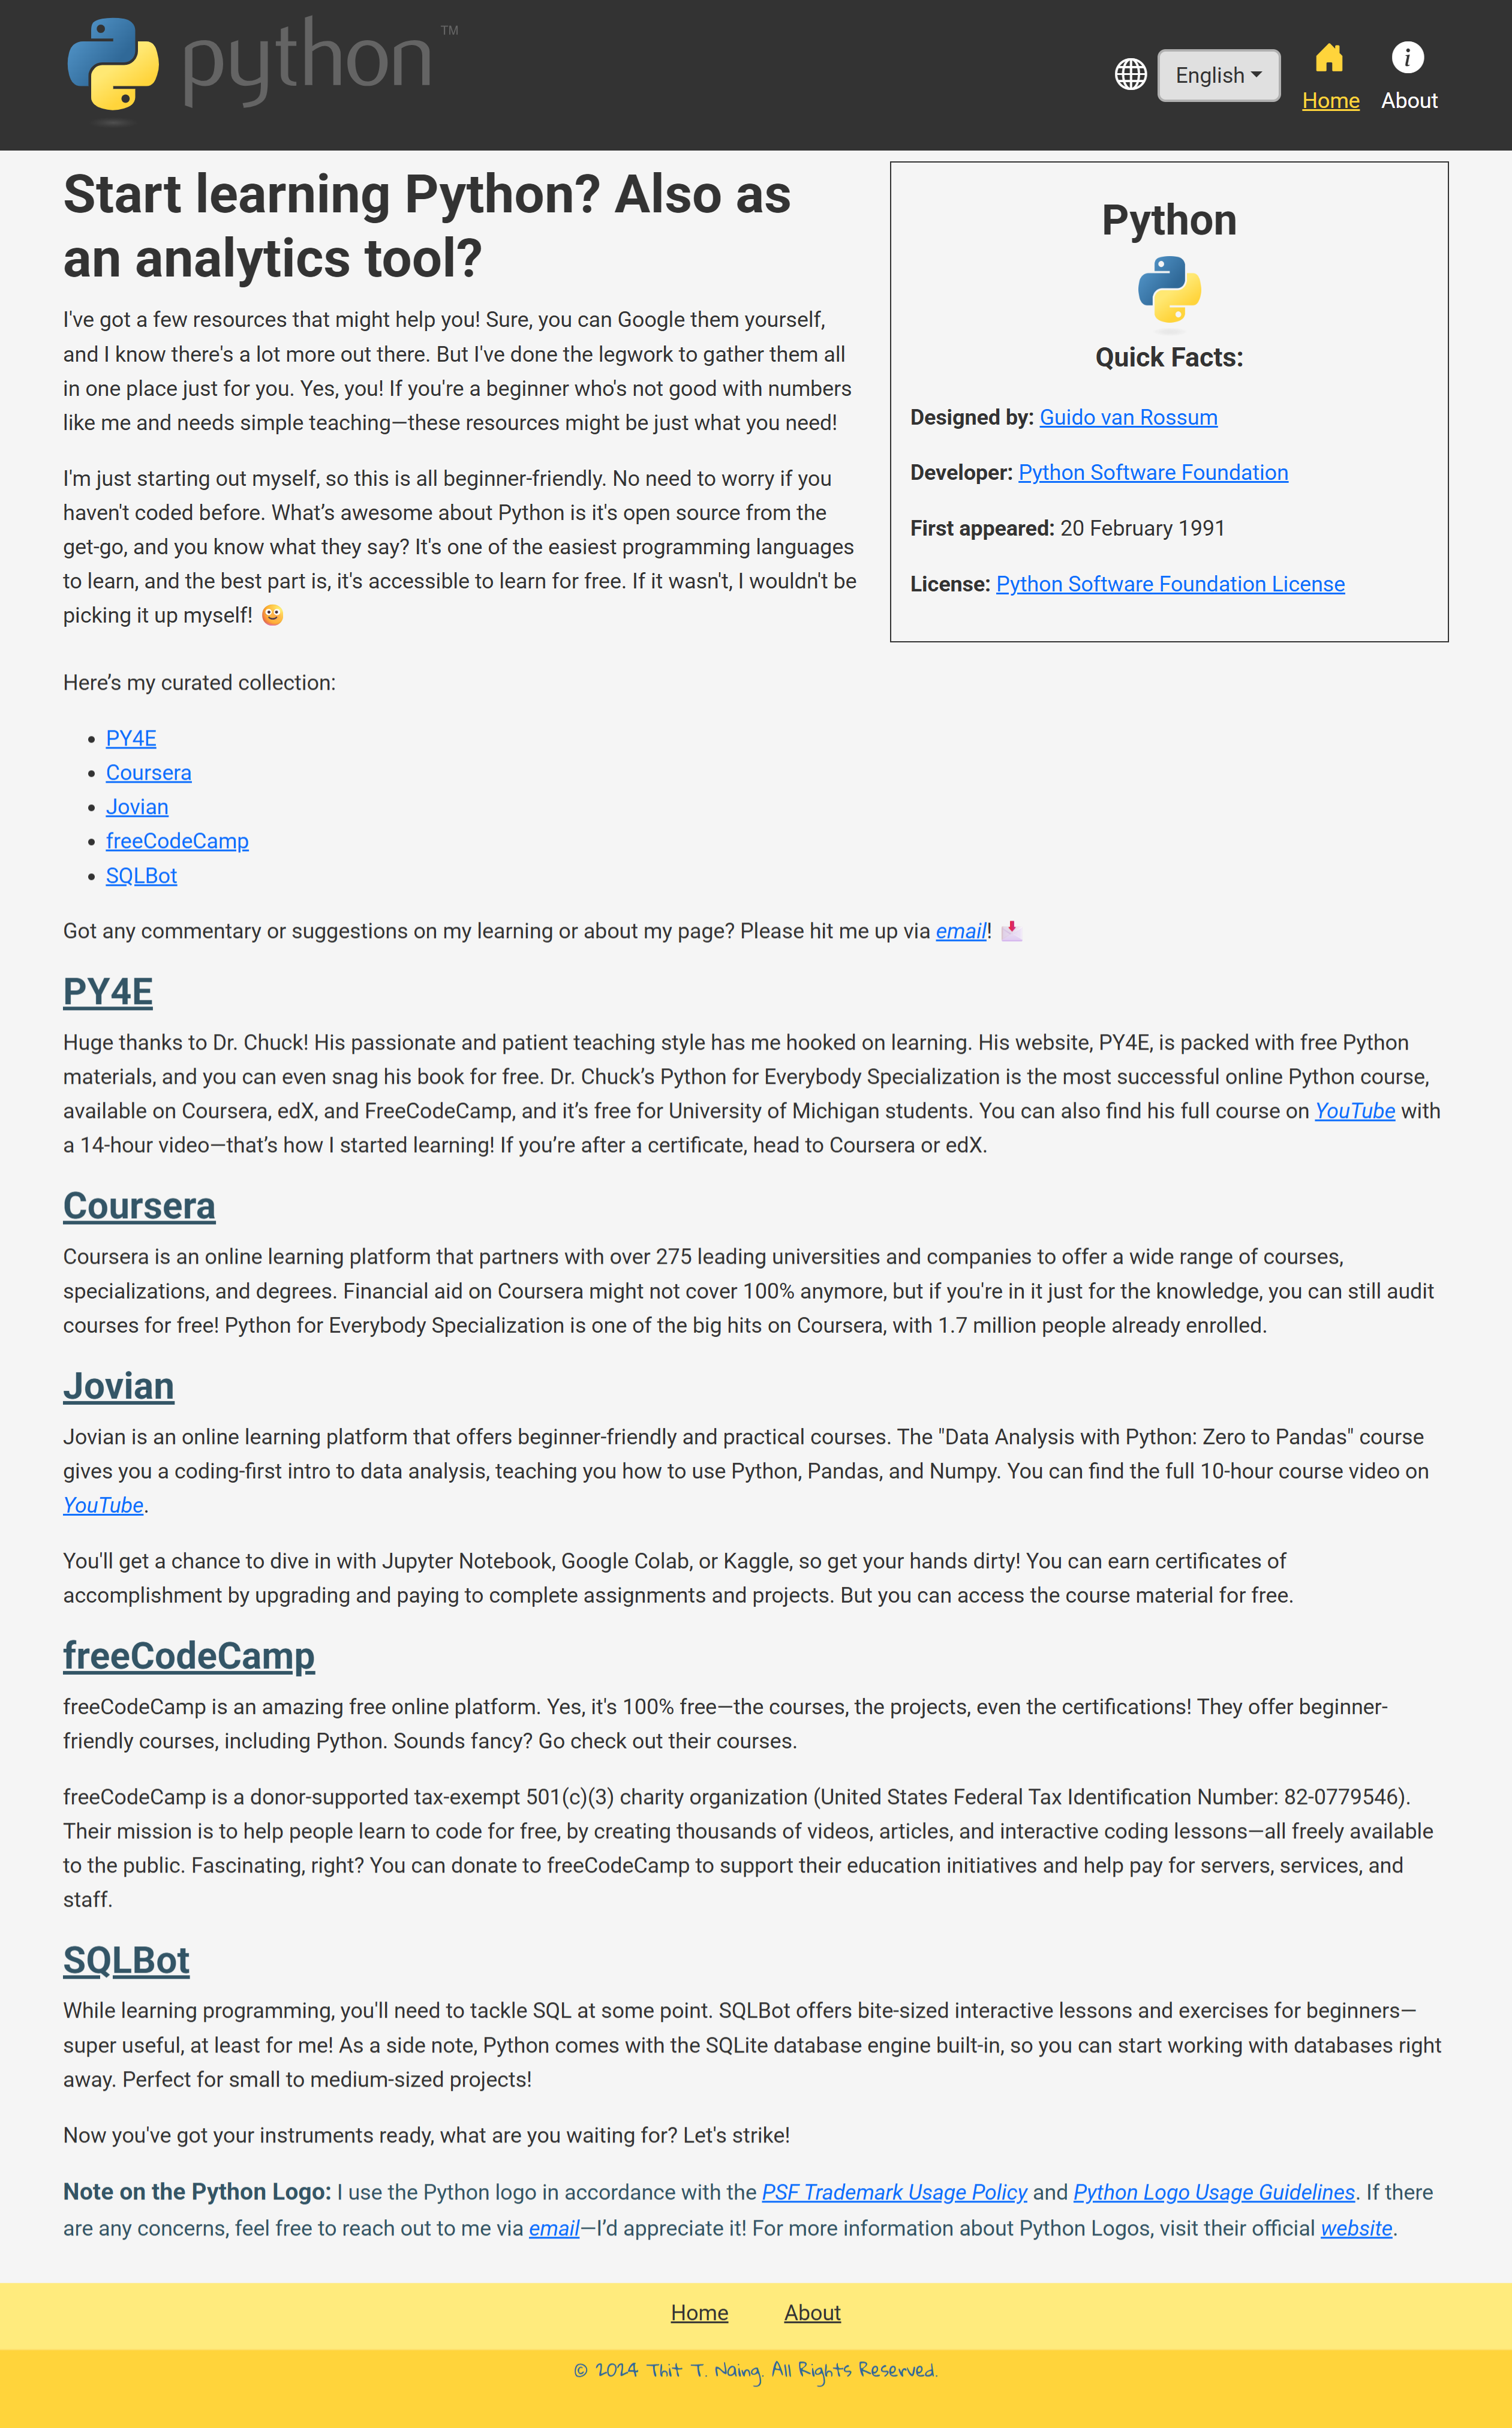 python TM
English
Home
About
Start learning Python? Also as
an analytics tool?
I've got a few resources that might help you! Sure, you can Google them yourself,
and I know there's a lot more out there. But I've done the legwork to gather them all
in one place just for you. Yes, you! If you're a beginner who's not good with numbers
like me and needs simple teaching—these resources might be just what you need!
I'm just starting out myself, so this is all beginner-friendly. No need to worry if you
haven't coded before. What’s awesome about Python is it's open source from the
get-go, and you know what they say? It's one of the easiest programming languages
to learn, and the best part is, it's accessible to learn for free. If it wasn't, I wouldn't be
picking it up myself! 🙂
Python
Quick Facts:
Designed by: Guido van Rossum
Developer: Python Software Foundation
First appeared: 20 February 1991
License: Python Software Foundation License
Here’s my curated collection:
• PY4E
• Coursera
• Jovian
• freeCodeCamp
• SQLBot
Got any commentary or suggestions on my learning or about my page? Please hit me up via email! 📩
PY4E
Huge thanks to Dr. Chuck! His passionate and patient teaching style has me hooked on learning. His website, PY4E, is packed with free Python
materials, and you can even snag his book for free. Dr. Chuck’s Python for Everybody Specialization is the most successful online Python course,
available on Coursera, edX, and FreeCodeCamp, and it’s free for University of Michigan students. You can also find his full course on YouTube with
a 14-hour video—that’s how I started learning! If you’re after a certificate, head to Coursera or edX.
Coursera
Coursera is an online learning platform that partners with over 275 leading universities and companies to offer a wide range of courses,
specializations, and degrees. Financial aid on Coursera might not cover 100% anymore, but if you're in it just for the knowledge, you can still audit
courses for free! Python for Everybody Specialization is one of the big hits on Coursera, with 1.7 million people already enrolled.
Jovian
Jovian is an online learning platform that offers beginner-friendly and practical courses. The "Data Analysis with Python: Zero to Pandas" course
gives you a coding-first intro to data analysis, teaching you how to use Python, Pandas, and Numpy. You can find the full 10-hour course video on
YouTube.
You'll get a chance to dive in with Jupyter Notebook, Google Colab, or Kaggle, so get your hands dirty! You can earn certificates of
accomplishment by upgrading and paying to complete assignments and projects. But you can access the course material for free.
freeCodeCamp
freeCodeCamp is an amazing free online platform. Yes, it's 100% free—the courses, the projects, even the certifications! They offer beginner-
friendly courses, including Python. Sounds fancy? Go check out their courses.
freeCodeCamp is a donor-supported tax-exempt 501(c)(3) charity organization (United States Federal Tax Identification Number: 82-0779546).
Their mission is to help people learn to code for free, by creating thousands of videos, articles, and interactive coding lessons—all freely available
to the public. Fascinating, right? You can donate to freeCodeCamp to support their education initiatives and help pay for servers, services, and
staff.
SQLBot
While learning programming, you'll need to tackle SQL at some point. SQLBot offers bite-sized interactive lessons and exercises for beginners—
super useful, at least for me! As a side note, Python comes with the SQLite database engine built-in, so you can start working with databases right
away. Perfect for small to medium-sized projects!
Now you've got your instruments ready, what are you waiting for? Let's strike!
Note on the Python Logo: I use the Python logo in accordance with the PSF Trademark Usage Policy and Python Logo Usage Guidelines. If there
are any concerns, feel free to reach out to me via email—I’d appreciate it! For more information about Python Logos, visit their official website.
Home About
© 2024 Thit T. Naing. All Rights Reserved.